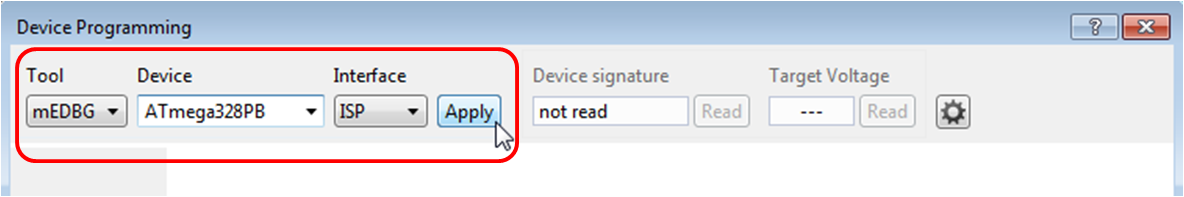 Device Programming
Tool Device Interface Device signature Target Voltage
mEDBG ATmega328PB ISP Apply not read Read --- Read